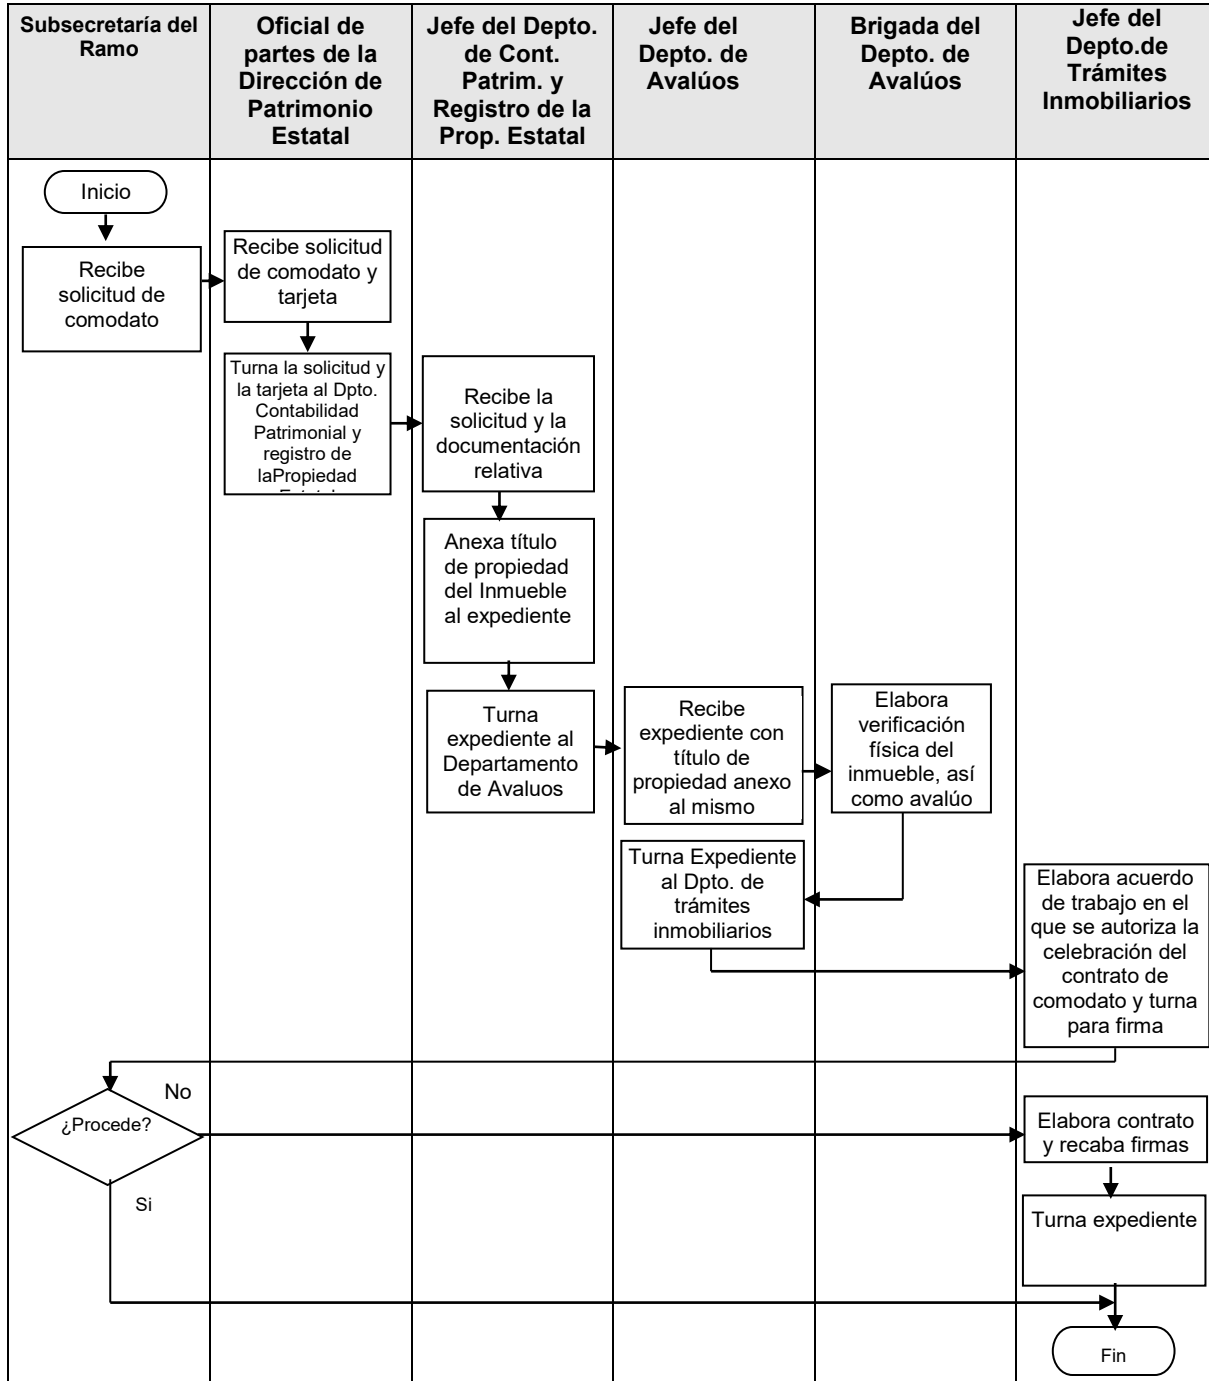 Subsecretaría del
Ramo
Oficial de
partes de la
Dirección de
Patrimonio
Estatal
Jefe del Depto.
de Cont.
Patrim. y
Registro de la
Prop. Estatal
Jefe del
Depto. de
Avalúos
Brigada del
Depto. de
Avalúos
Jefe del
Depto.de
Trámites
Inmobiliarios
Inicio
Recibe
solicitud de
comodato
Recibe solicitud
de comodato y
tarjeta
Turna la solicitud y
la tarjeta al Dpto.
Contabilidad
Patrimonial y
registro de
laPropiedad
Recibe la
solicitud y la
documentación
relativa
Anexa título
de propiedad
del Inmueble
al expediente
Turna
expediente al
Departamento
de Avaluos
Recibe
expediente con
título de
propiedad anexo
al mismo
Elabora
verificación
física del
inmueble, así
como avalúo
Turna Expediente
al Dpto. de
trámites
inmobiliarios
Elabora acuerdo
de trabajo en el
que se autoriza la
celebración del
contrato de
comodato y turna
para firma
¿Procede?
No
Si
Elabora contrato
y recaba firmas
Turna expediente
Fin